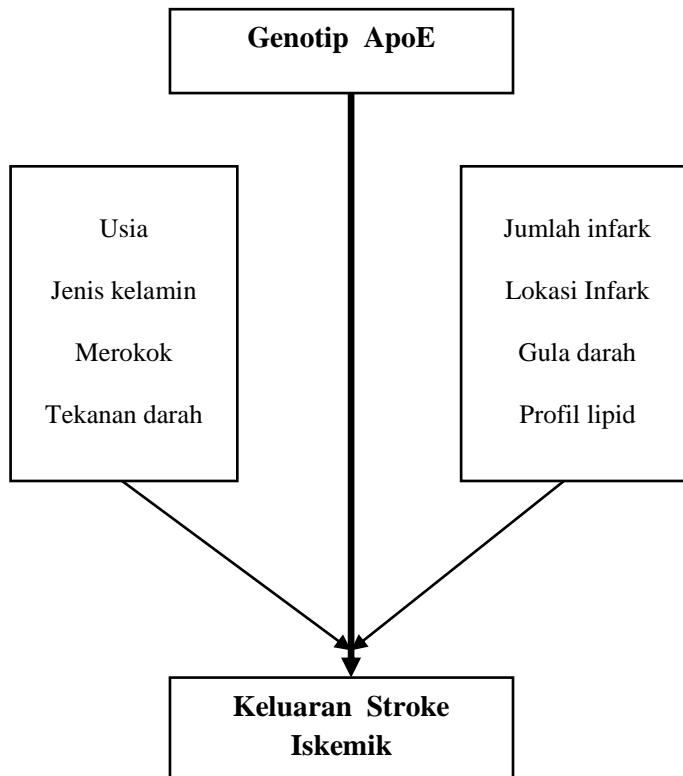 Genotip ApoE
Usia
Jenis kelamin
Merokok
Tekanan darah
Jumlah infark
Lokasi Infark
Gula darah
Profil lipid
Keluaran Stroke
Iskemik